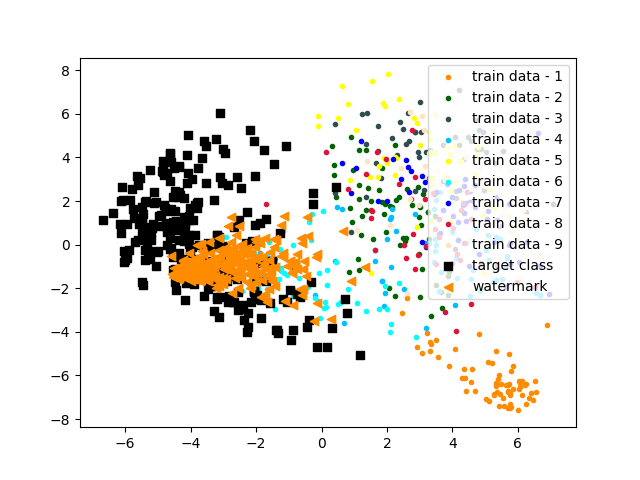 8
6
4
2
0
−2
−4
−6
−8
−6
−4
−2
0
2
4
6
train data - 1
train data - 2
train data - 3
train data - 4
train data - 5
train data - 6
train data - 7
train data - 8
train data - 9
target class
watermark